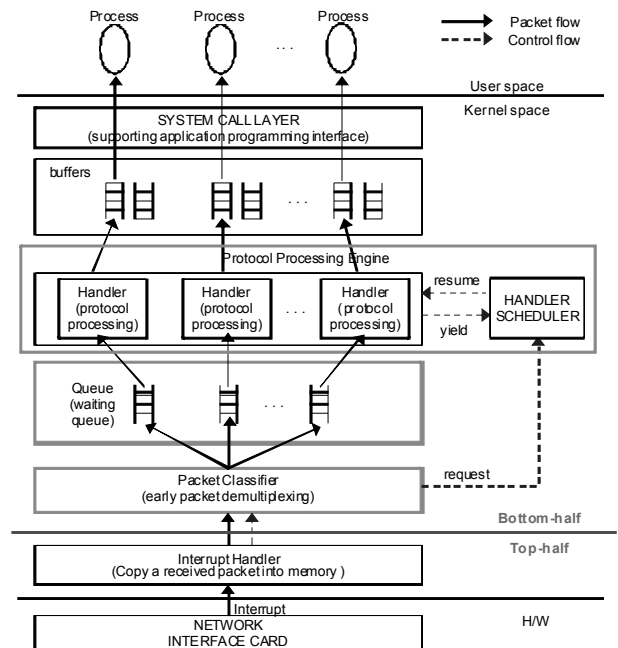 Process
Process
Process
. . .
Packet flow
Control flow
User space
Kernel space
SYSTEM CALL LAYER
(supporting application programming interface)
buffers
. . .
Protocol Processing Engine
Handler
(protocol
processing)
Handler
(protocol
processing)
. . .
Handler
(protocol
processing)
resume
yield
HANDLER
SCHEDULER
Queue
(waiting
queue)
. . .
Packet Classifier
(early packet demultiplexing)
request
Bottom-half
Top-half
Interrupt Handler
(Copy a received packet into memory )
Interrupt
H/W
NETWORK
INTERFACE CARD